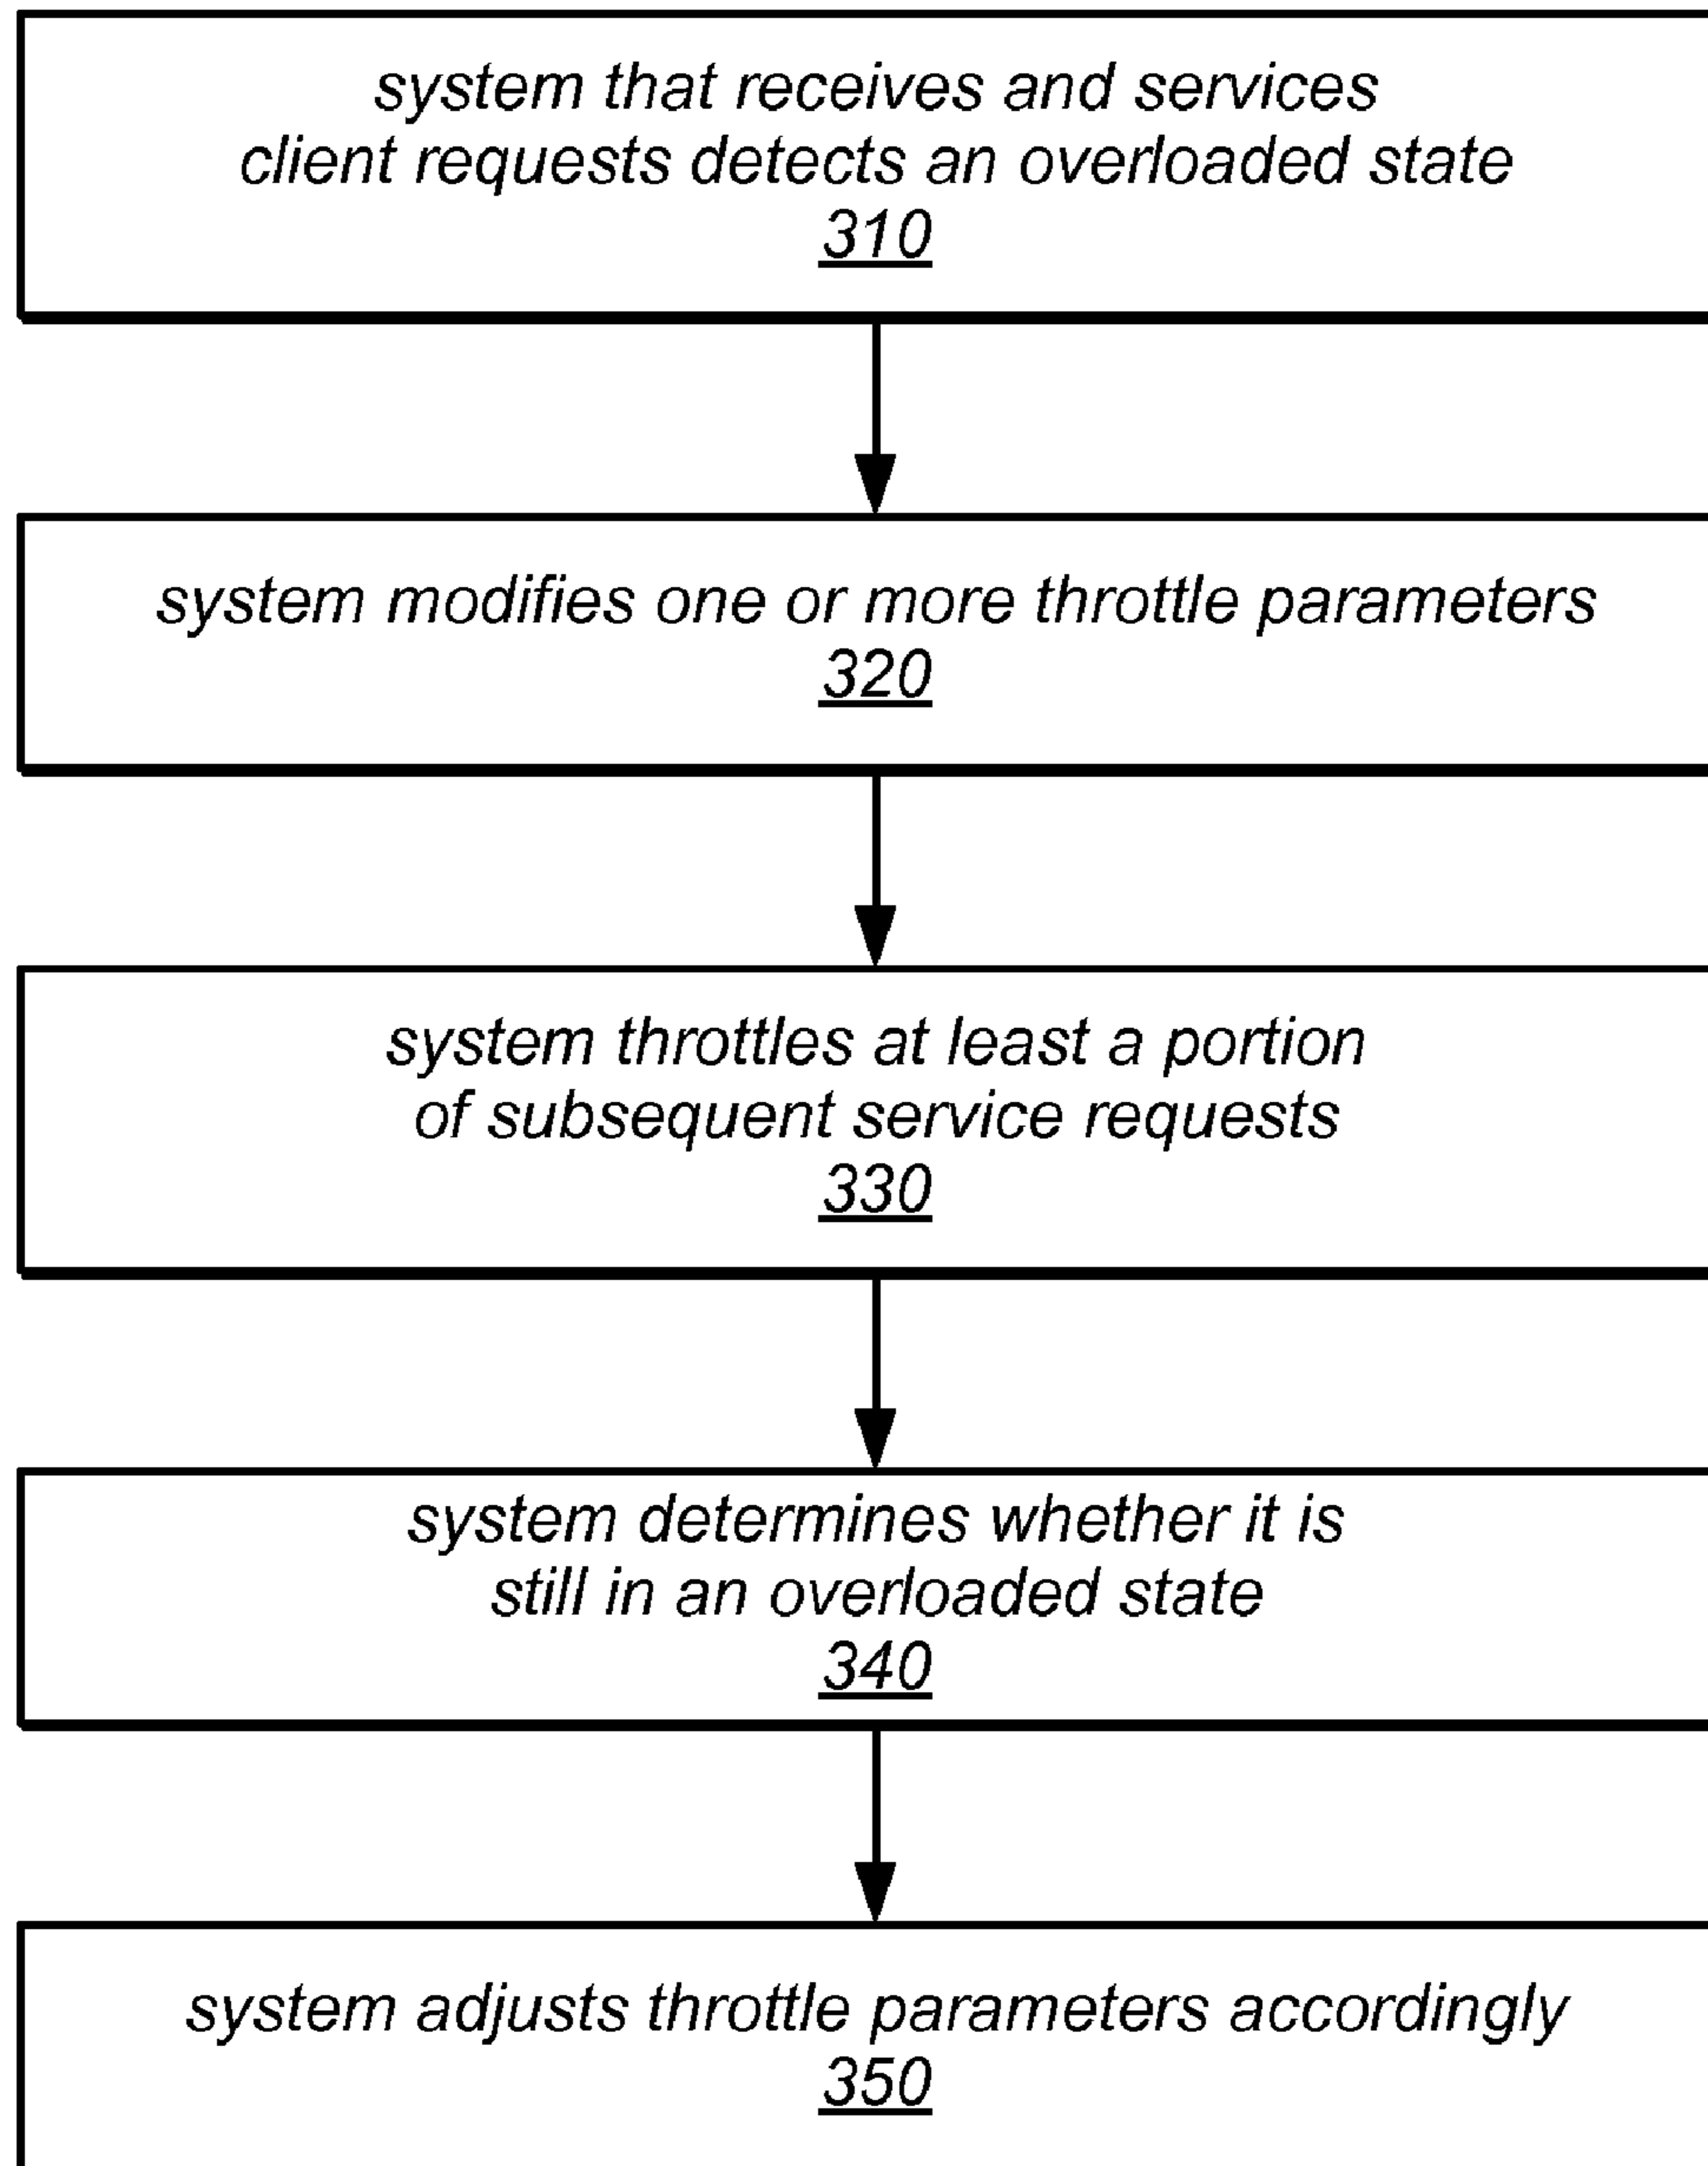 system that receives and services
client requests detects an overloaded state
310
system modifies one or more throttle parameters
320
system throttles at least a portion
of subsequent service requests
330
system determines whether it is
still in an overloaded state
340
system adjusts throttle parameters accordingly
350